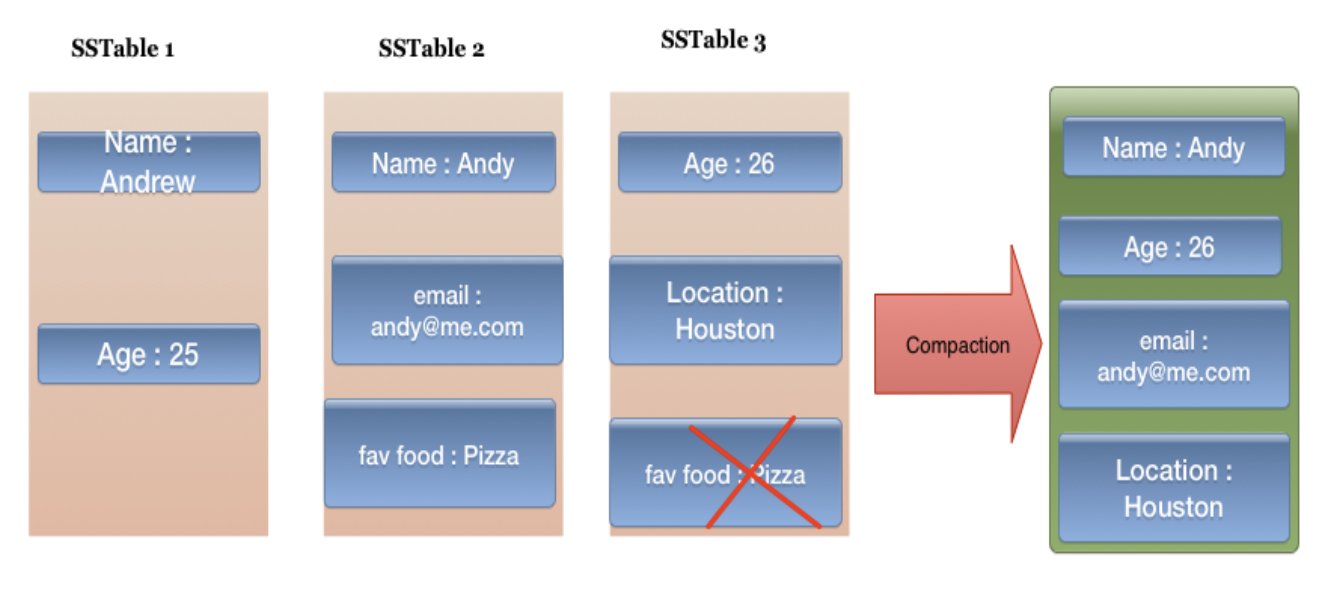 SSTable 1
Name :
Andrew
Age : 25
SSTable 2
Name : Andy
email :
andy@me.com
fav food : Pizza
SSTable 3
Age : 26
Location :
Houston
fav food : Pizza
Compaction
Name : Andy
Age : 26
email :
andy@me.com
Location :
Houston